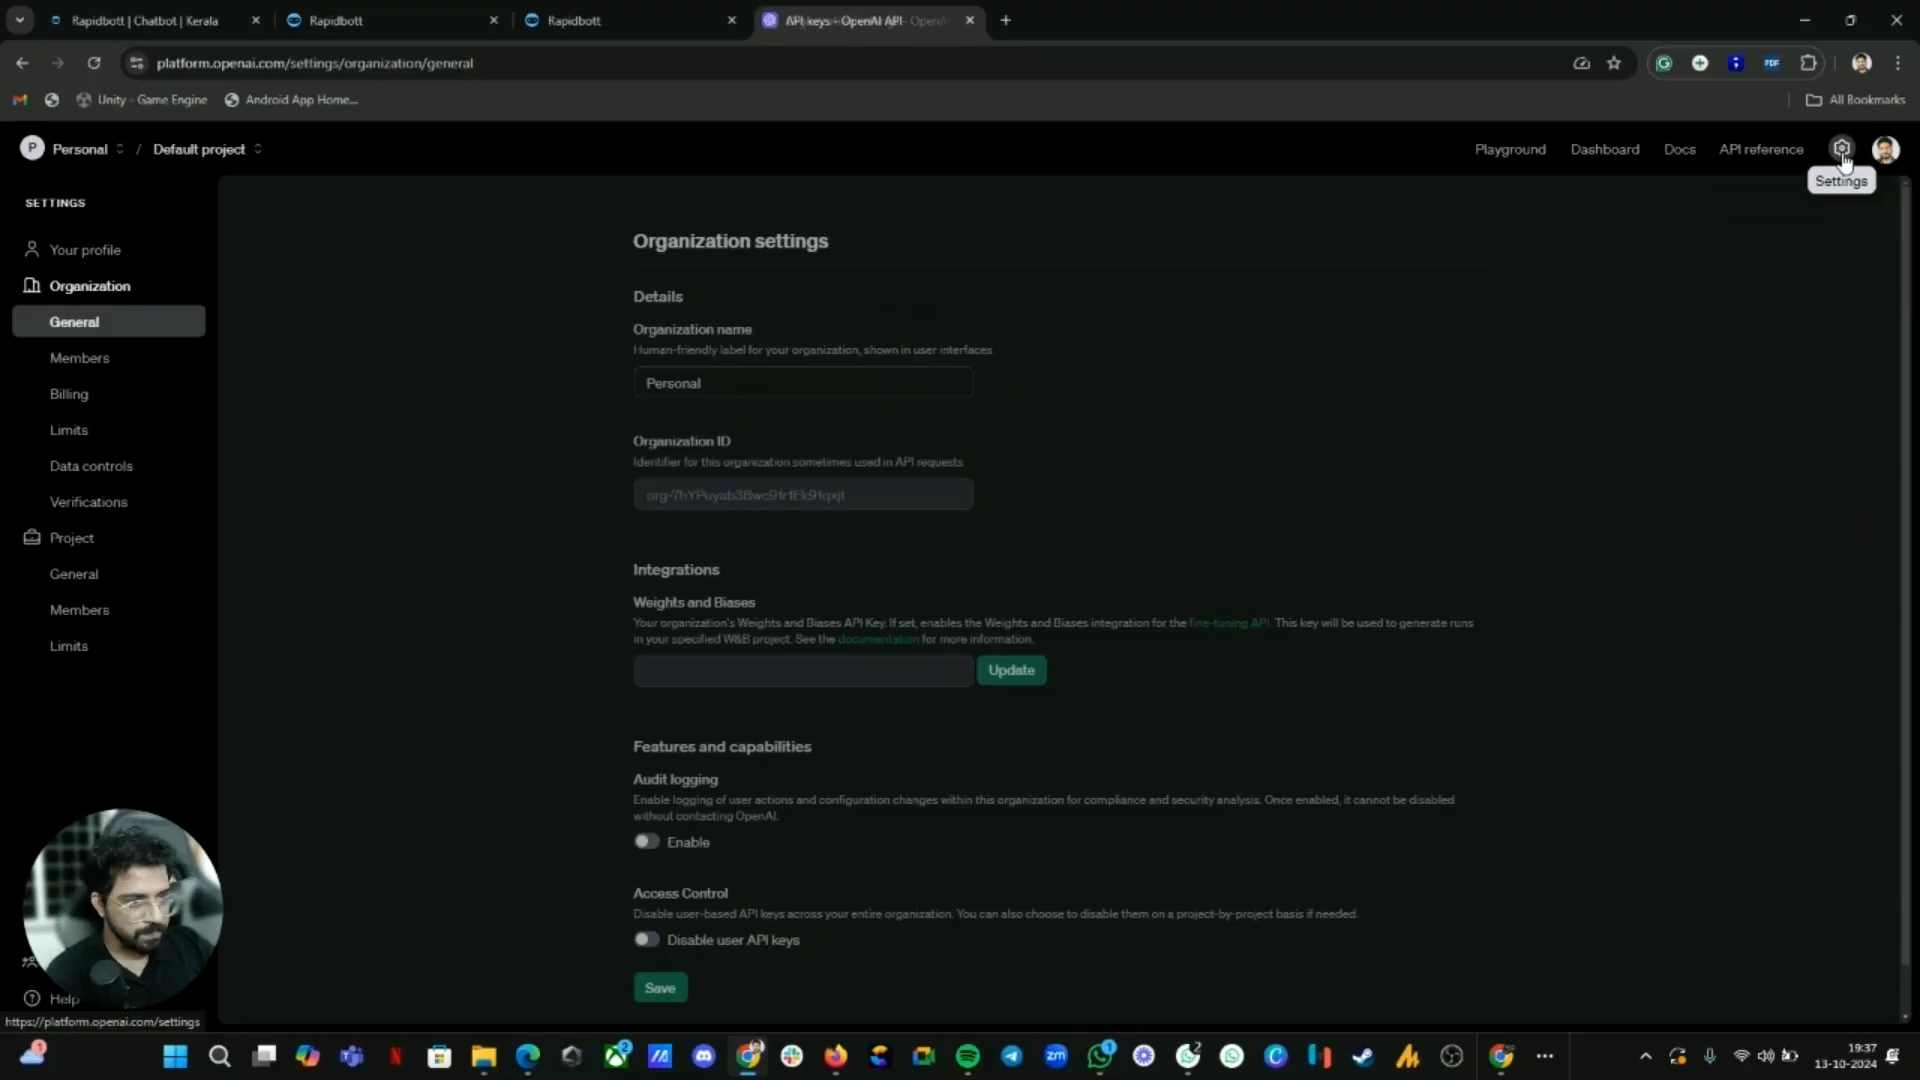 Rapidbott | Chatbot | Kerala
Rapidbott
Rapidbott
platform.openai.com/settings/organization/general
Unity - Game Engine
Android App Home...
All Bookmarks
P Personal / Default project
Playground
Dashboard
Docs
API reference
Settings
SETTINGS
Your profile
Organization
General
Members
Billing
Limits
Data controls
Verifications
Project
General
Members
Limits
Help
https://platform.openai.com/settings
Organization settings
Details
Organization name
Human-friendly label for your organization, shown in user interfaces
Personal
Organization ID
Identifier for this organization sometimes used in API requests
Integrations
Weights and Biases
Your organization's Weights and Biases API Key. If set, enables the Weights and Biases integration for the fine-tuning API. This key will be used to generate runs
in your specified W&B project. See the documentation for more information.
Update
Features and capabilities
Audit logging
Enable logging of user actions and configuration changes within this organization for compliance and security analysis. Once enabled, it cannot be disabled
without contacting OpenAI.
Enable
Access Control
Disable user-based API keys across your entire organization. You can also choose to disable them on a project-by-project basis if needed.
Disable user API keys
Save
19:37
13-10-2024